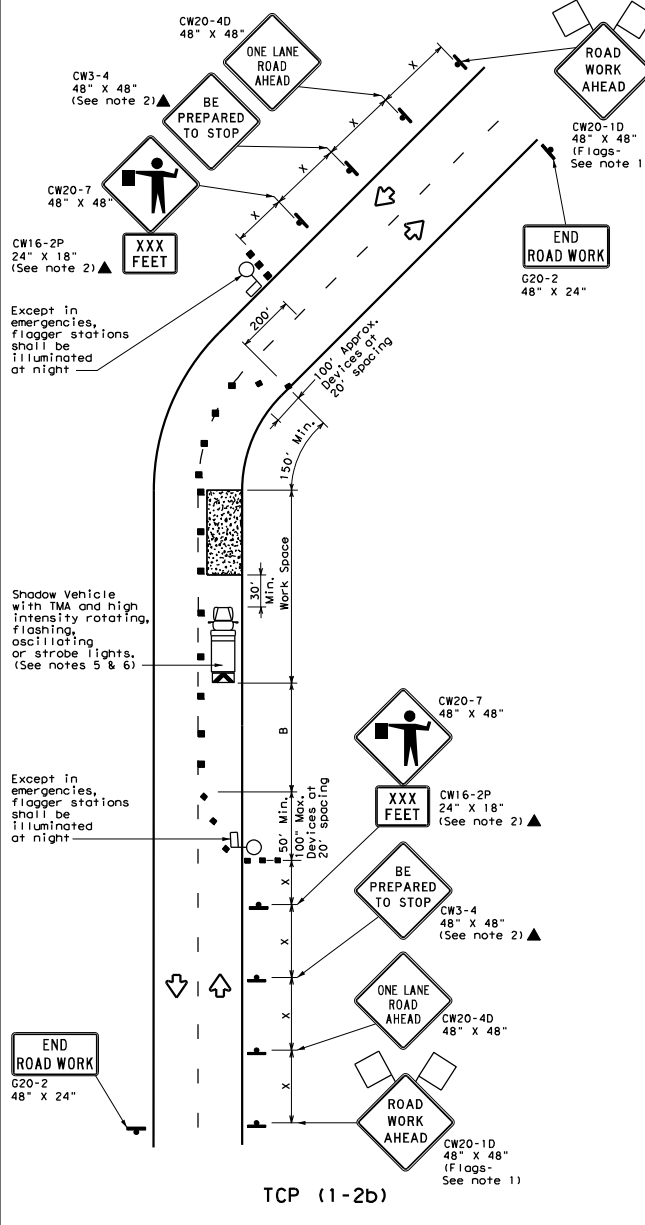 CW20-4D
48" X 48"
ONE LANE
ROAD
AHEAD
ROAD
WORK
AHEAD
CW3-4
48" X 48"
(See note 2)▲
BE
PREPARED
TO STOP
X
CW20-1D
48" X 48"
(Flags-
See note 1
X
CW20-7
48" X 48"
X
XXX
FEET
CW16-2P
24" X 18"
(See note 2)▲
X
END
ROAD WORK
G20-2
48" X 24"
Except in
emergencies,
flagger stations
shall be
illuminated
at night
200'
100' Approx.
Devices at
20' spacing
150' Min.
Work Space
30'
Min.
Shadow Vehicle
with TMA and high
intensity rotating,
flashing,
oscillating
or strobe lights.
(See notes 5 & 6)
B
CW20-7
48" X 48"
Except in
emergencies,
flagger stations
shall be
illuminated
at night
50' Min.
100" Max.
Devices at
20' spacing
XXX
FEET
CW16-2P
24" X 18"
(See note 2)▲
X
BE
PREPARED
TO STOP
CW3-4
48" X 48"
(See note 2)▲
X
ONE LANE
ROAD
AHEAD
CW20-4D
48" X 48"
X
END
ROAD WORK
G20-2
48" X 24"
X
ROAD
WORK
AHEAD
CW20-1D
48" X 48"
(Flags-
See note 1)
TCP (1-2b)